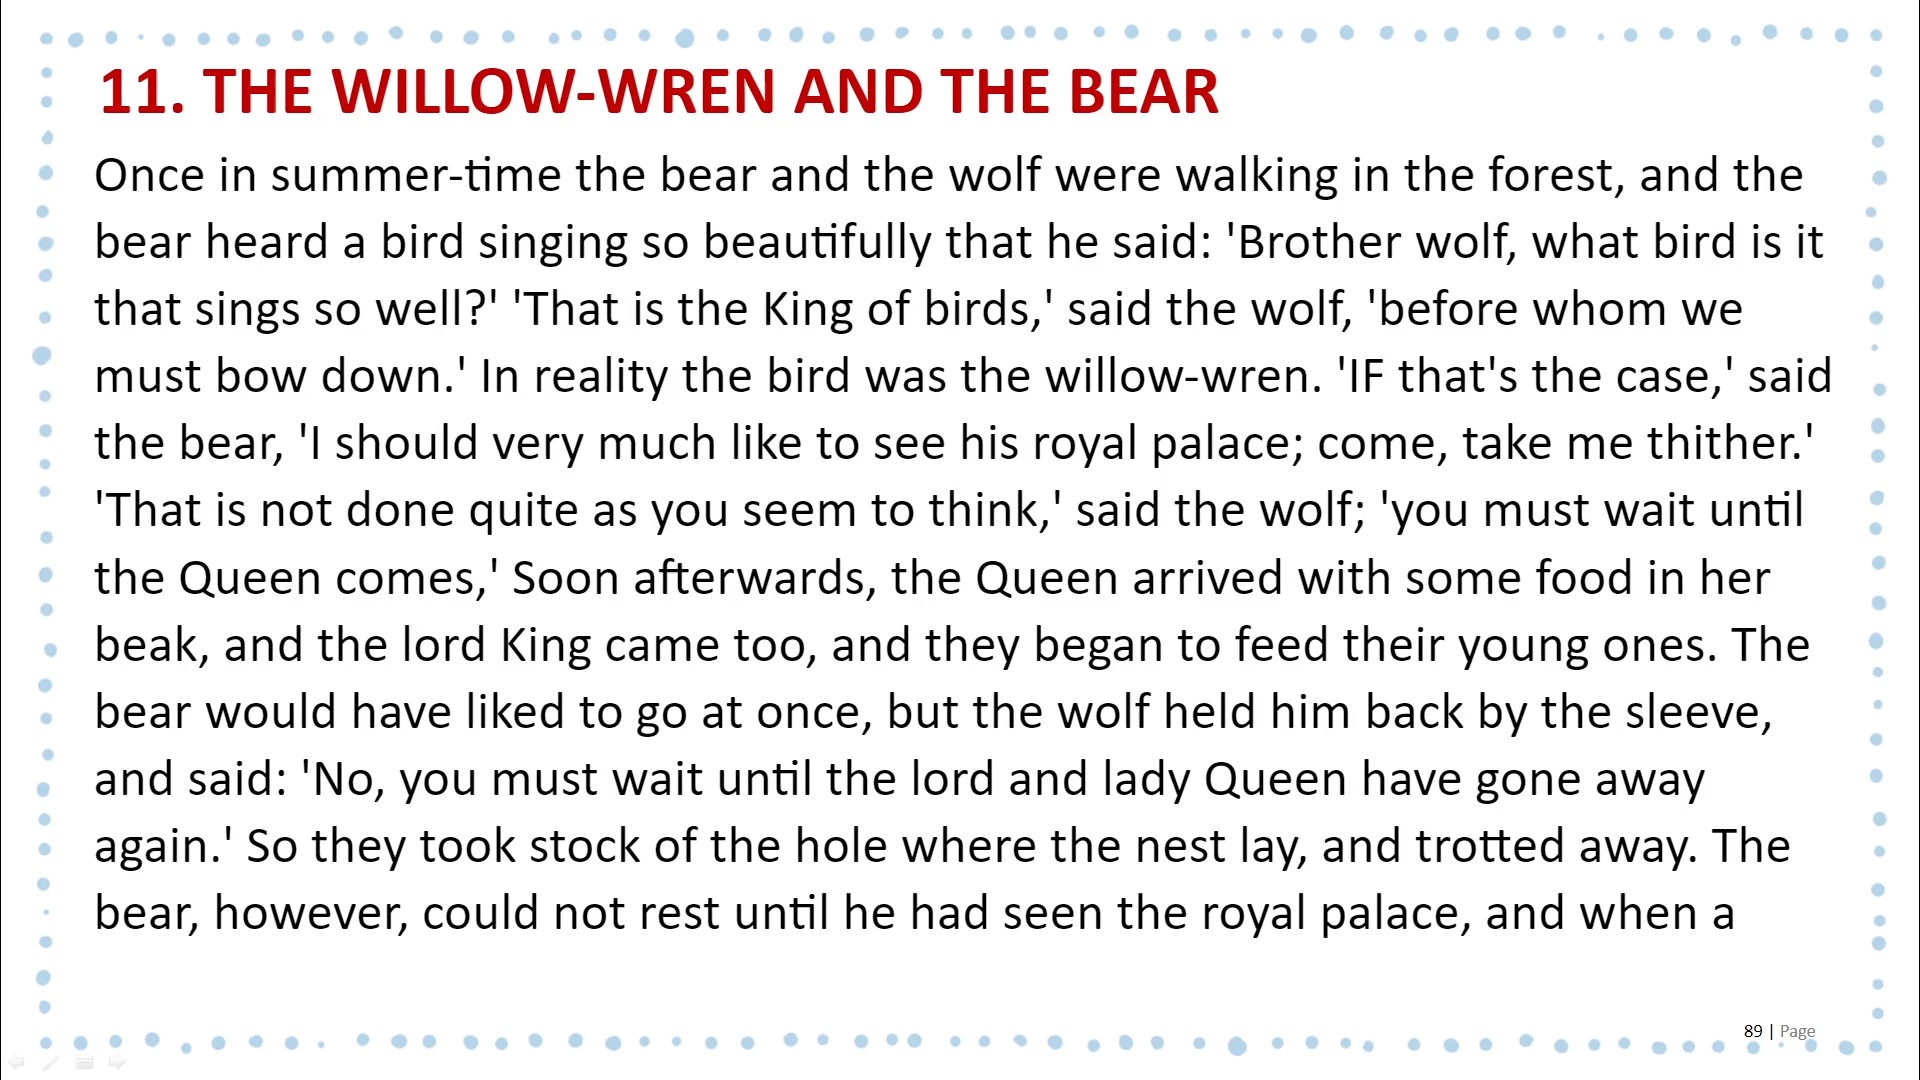 11. THE WILLOW-WREN AND THE BEAR
Once in summer-time the bear and the wolf were walking in the forest, and the
bear heard a bird singing so beautifully that he said: 'Brother wolf, what bird is it
that sings so well?' 'That is the King of birds,' said the wolf, 'before whom we
must bow down.' In reality the bird was the willow-wren. 'IF that's the case,' said
the bear, 'I should very much like to see his royal palace; come, take me thither.'
'That is not done quite as you seem to think,' said the wolf; 'you must wait until
the Queen comes,' Soon afterwards, the Queen arrived with some food in her
beak, and the lord King came too, and they began to feed their young ones. The
bear would have liked to go at once, but the wolf held him back by the sleeve,
and said: 'No, you must wait until the lord and lady Queen have gone away
again.' So they took stock of the hole where the nest lay, and trotted away. The
bear, however, could not rest until he had seen the royal palace, and when a
89 | Page